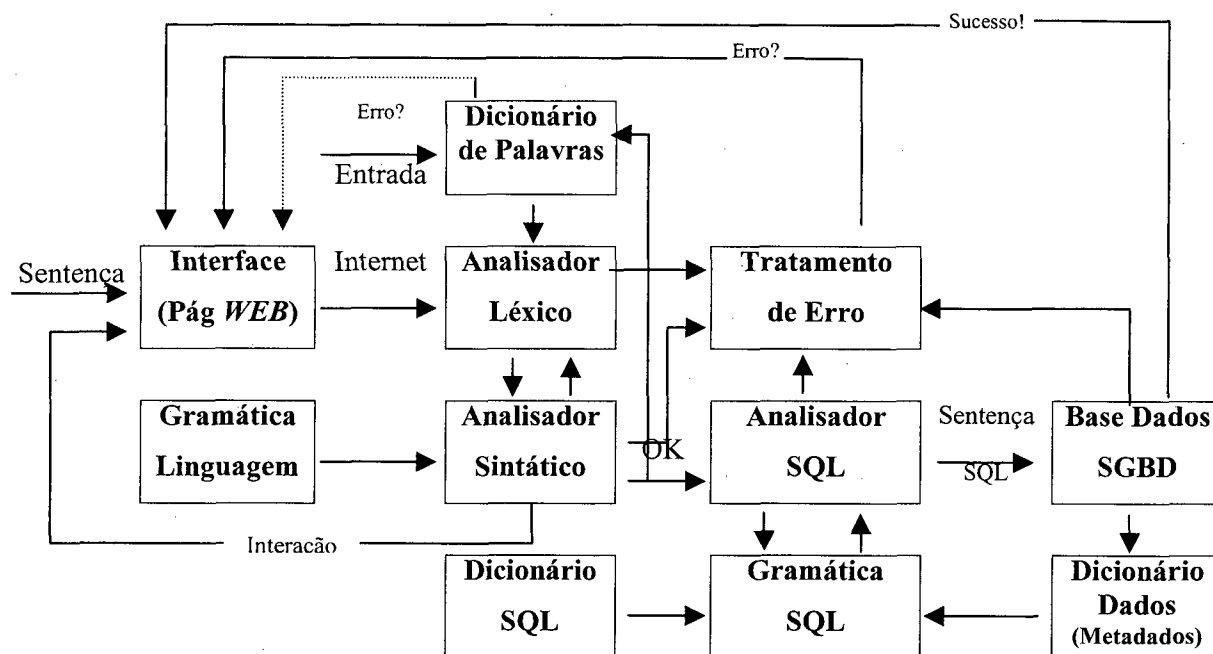 Sucesso!
Erro?
Erro?
Dicionário
de Palavras
Entrada
Sentença
Interface
(Pág WEB)
Internet
Analisador
Léxico
Tratamento
de Erro
Gramática
Linguagem
Analisador
Sintático
OK
Analisador
SQL
Sentença
SQL
Base Dados
SGBD
Interacão
Dicionário
SQL
Gramática
SQL
Dicionário
Dados
(Metadados)